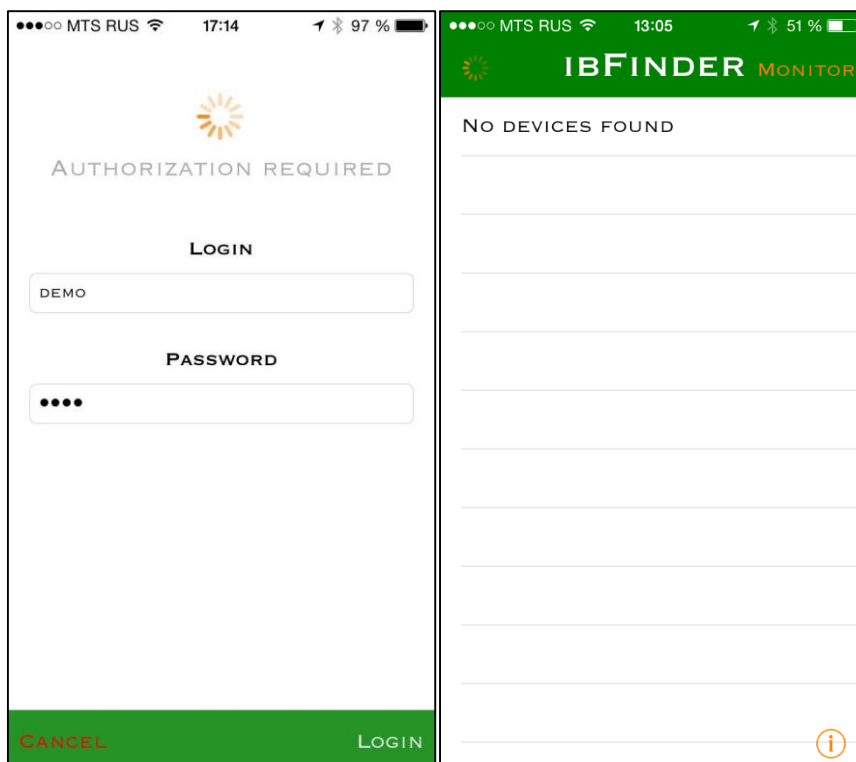 MTS RUS 17:14 97 %
AUTHORIZATION REQUIRED
LOGIN
DEMO
PASSWORD
CANCEL LOGIN
MTS RUS 13:05 51 %
IBFINDER MONITOR
NO DEVICES FOUND
i